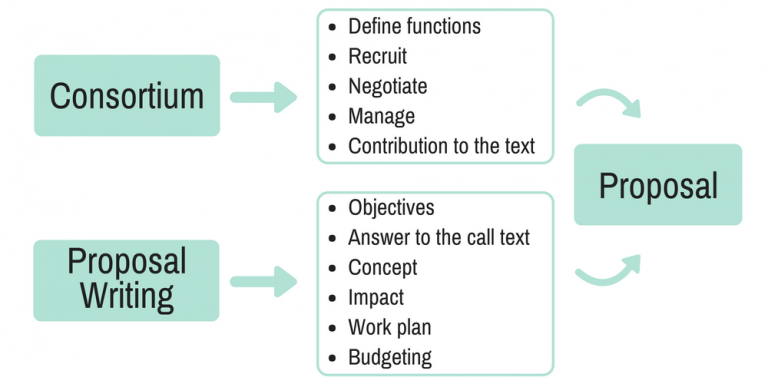 Consortium
• Define functions
• Recruit
• Negotiate
• Manage
• Contribution to the text
Proposal
Writing
• Objectives
• Answer to the call text
• Concept
• Impact
• Work plan
• Budgeting
Proposal